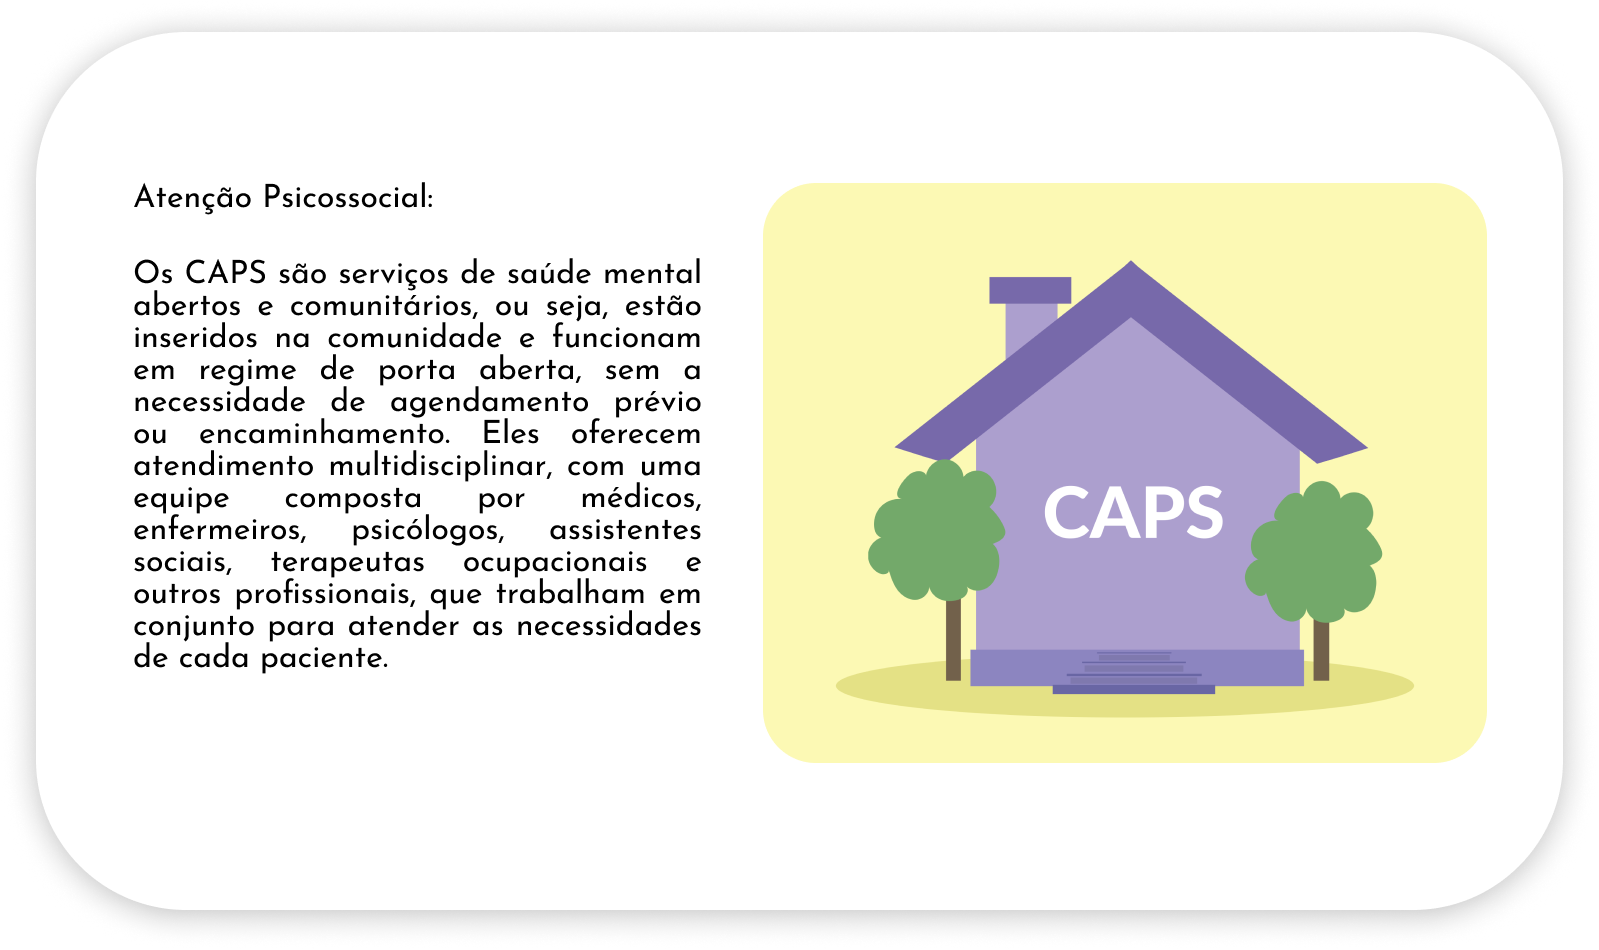 Atenção Psicossocial:
Os CAPS são serviços de saúde mental
abertos e comunitários, ou seja, estão
inseridos na comunidade e funcionam
em regime de porta aberta, sem a
necessidade de agendamento prévio
ou encaminhamento. Eles oferecem
atendimento multidisciplinar, com uma
equipe composta por médicos,
enfermeiros, psicólogos, assistentes
sociais, terapeutas ocupacionais e
outros profissionais, que trabalham em
conjunto para atender as necessidades
de cada paciente.
CAPS